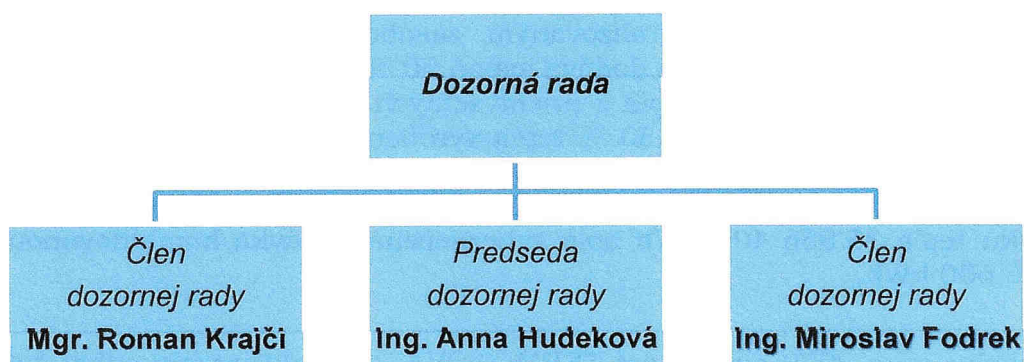 Dozorná rada
Člen
dozornej rady
Mgr. Roman Krajči
Predseda
dozornej rady
Ing. Anna Hudeková
Člen
dozornej rady
Ing. Miroslav Fodrek